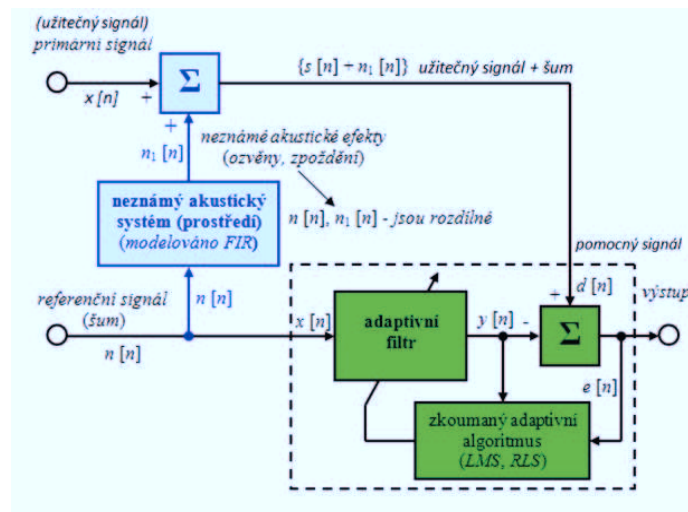 (užitečný signál)
primární signál
x [n]
+
Σ
{s [n] + n₁ [n]} užitečný signál + šum
+
n₁ [n]
neznámé akustické efekty
(ozvěny, zpoždění)
neznámý akustický
systém (prostředí)
(modelováno FIR)
n [n], n₁ [n] - jsou rozdílné
pomocný signál
referenční signál
(šum)
n [n]
n [n]
x [n]
adaptivní
filtr
y [n] -
+ d [n]
Σ
výstup
e [n]
zkoumaný adaptivní
algoritmus
(LMS, RLS)